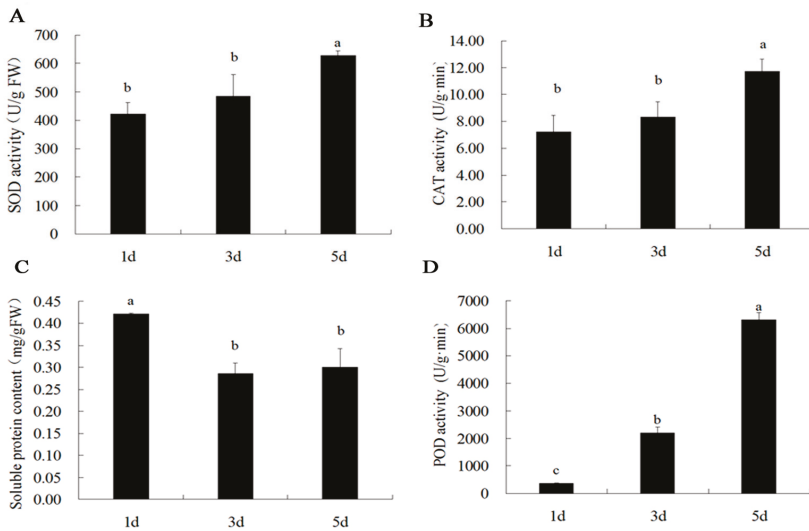 A
SOD activity (U/g FW)
700
600
500
400
300
200
100
0
b
b
a
1d
3d
5d
B
CAT activity (U/g·min)
14.00
12.00
10.00
8.00
6.00
4.00
2.00
0.00
b
b
a
1d
3d
5d
C
Soluble protein content (mg/gFW)
0.45
0.40
0.35
0.30
0.25
0.20
0.15
0.10
0.05
0.00
a
b
b
1d
3d
5d
D
POD activity (U/g·min)
7000
6000
5000
4000
3000
2000
1000
0
c
b
a
1d
3d
5d